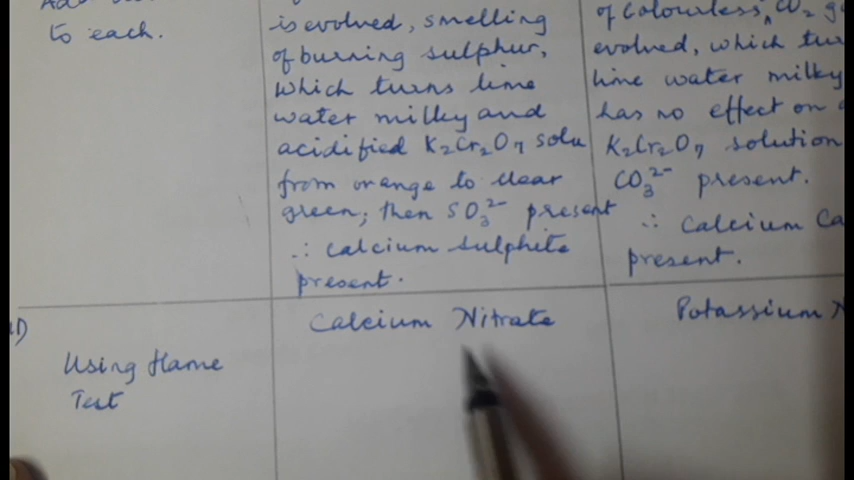 to each.
is evolved, smelling
of burning sulphur,
which turns lime
water milky and
acidified K₂Cr₂O₇ solu
from orange to clear
green; then SO₃²⁻ present
∴ calcium sulphite
present.
of colourless, CO₂ g
evolved, which tur
lime water milky
has no effect on
K₂Cr₂O₇ solution
CO₃²⁻ present.
∴ Calcium Ca
present.
Using flame
Test
Calcium Nitrate
Potassium N